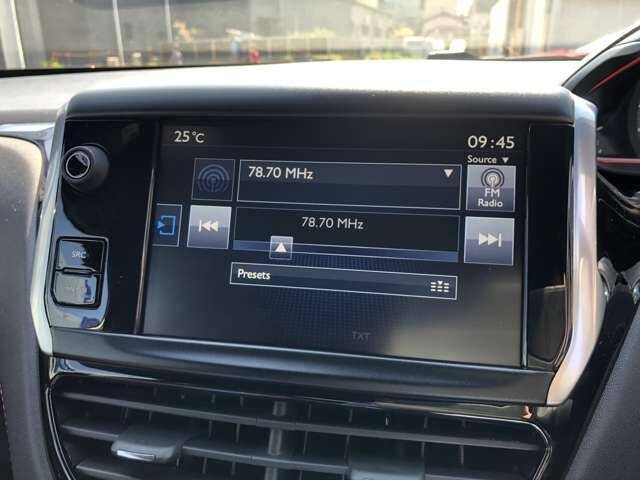 25 °C
09:45
Source ▼
78.70 MHz
FM
Radio
78.70 MHz
SRC
Presets
TXT